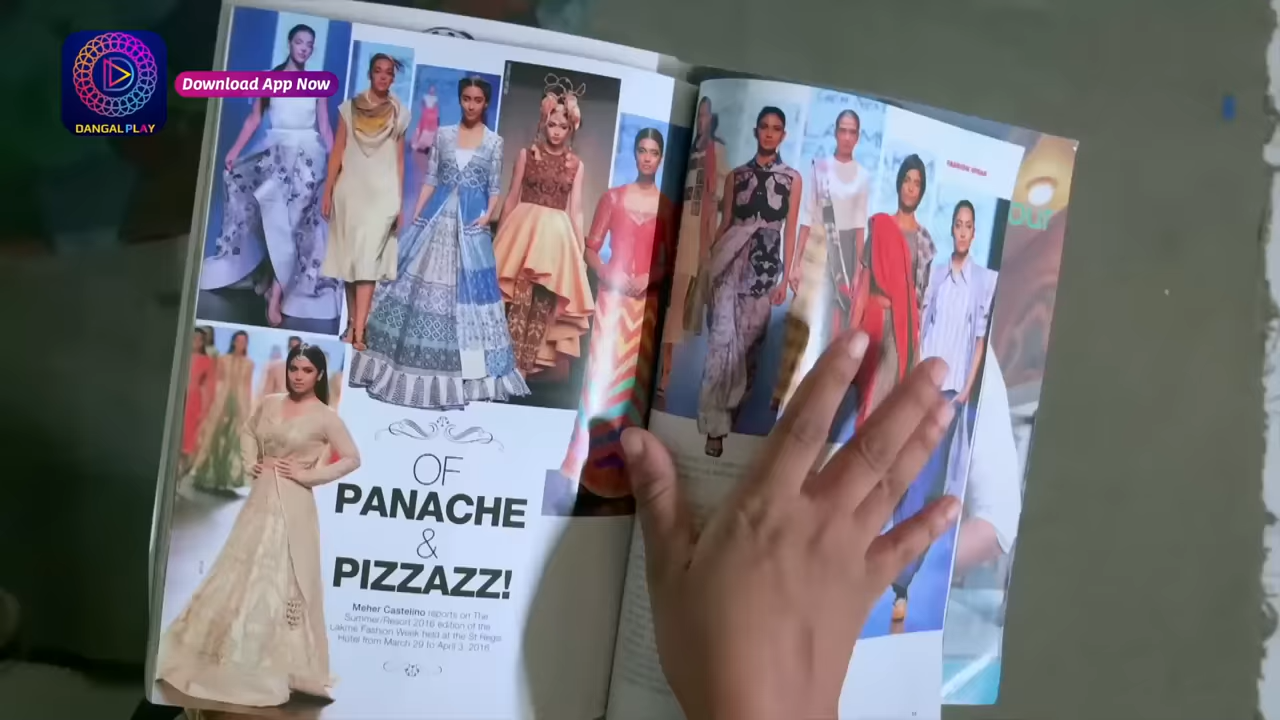 DANGAL PLAY
Download App Now
OF
PANACHE
&
PIZZAZZ!
Meher Castelino reports on The
Summer/Resort 2016 edition of the
Lakme Fashion Week held at the St Regis
Hotel from March 29 to April 3, 2016
our